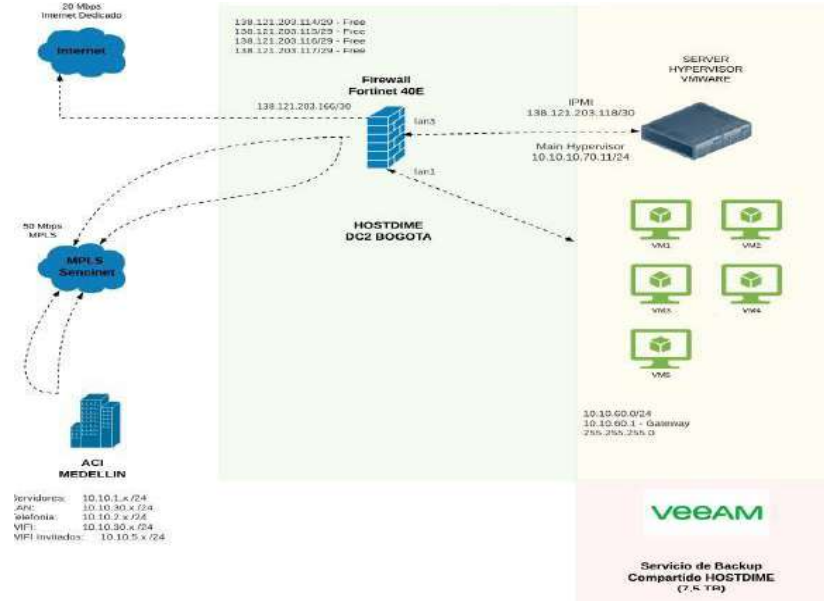 20 Mbps
Internet Dedicado
Internet
138.121.203.114/29 - Free
138.121.203.115/29 - Free
138.121.203.116/29 - Free
138.121.203.117/29 - Free
Firewall
Fortinet 40E
138.121.203.166/30
lan3
lan1
SERVER
HYPERVISOR
VMWARE
IPMI
138.121.203.118/30
Main Hypervisor
10.10.10.70.11/24
HOSTDIME
DC2 BOGOTA
50 Mbps
MPLS
MPLS
Sencinet
VM1
VM2
VM3
VM4
VM5
10.10.60.0/24
10.10.60.1 - Gateway
255.255.255.0
ACI
MEDELLIN
Servidores: 10.10.1.x /24
LAN: 10.10.30.x /24
Telefonia: 10.10.2.x /24
WIFI: 10.10.30.x /24
WIFI Invitados: 10.10.5.x /24
veeAM
Servicio de Backup
Compartido HOSTDIME
(7,5 TB)